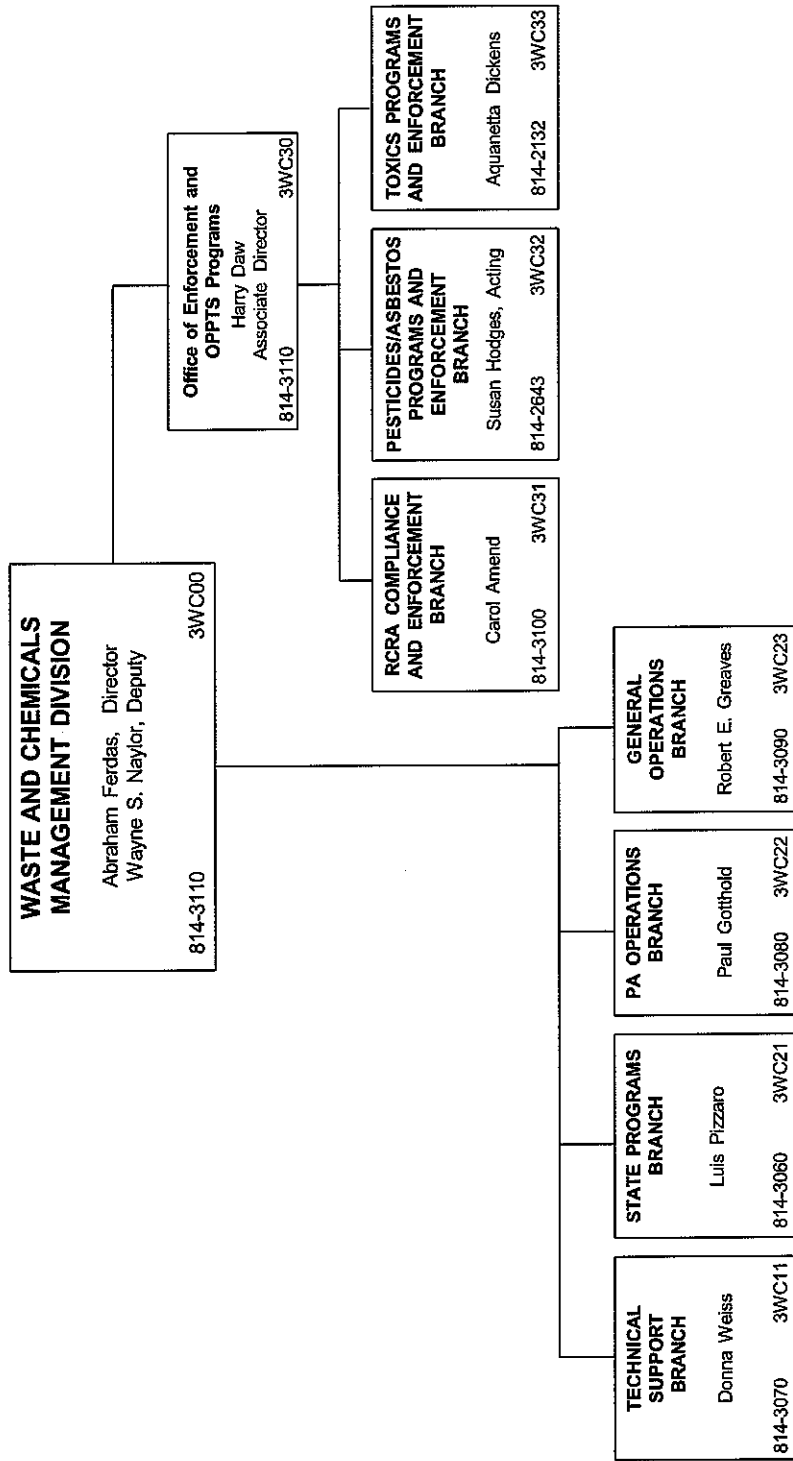 WASTE AND CHEMICALS
MANAGEMENT DIVISION
Abraham Ferdas, Director
Wayne S. Naylor, Deputy
814-3110 3WC00
Office of Enforcement and
OPPTS Programs
Harry Daw
Associate Director
814-3110 3WC30
RCRA COMPLIANCE
AND ENFORCEMENT
BRANCH
Carol Amend
814-3100 3WC31
PESTICIDES/ASBESTOS
PROGRAMS AND
ENFORCEMENT
BRANCH
Susan Hodges, Acting
814-2643 3WC32
TOXICS PROGRAMS
AND ENFORCEMENT
BRANCH
Aquanetta Dickens
814-2132 3WC33
TECHNICAL
SUPPORT
BRANCH
Donna Weiss
814-3070 3WC11
STATE PROGRAMS
BRANCH
Luis Pizzaro
814-3060 3WC21
PA OPERATIONS
BRANCH
Paul Gotthold
814-3080 3WC22
GENERAL
OPERATIONS
BRANCH
Robert E. Greaves
814-3090 3WC23